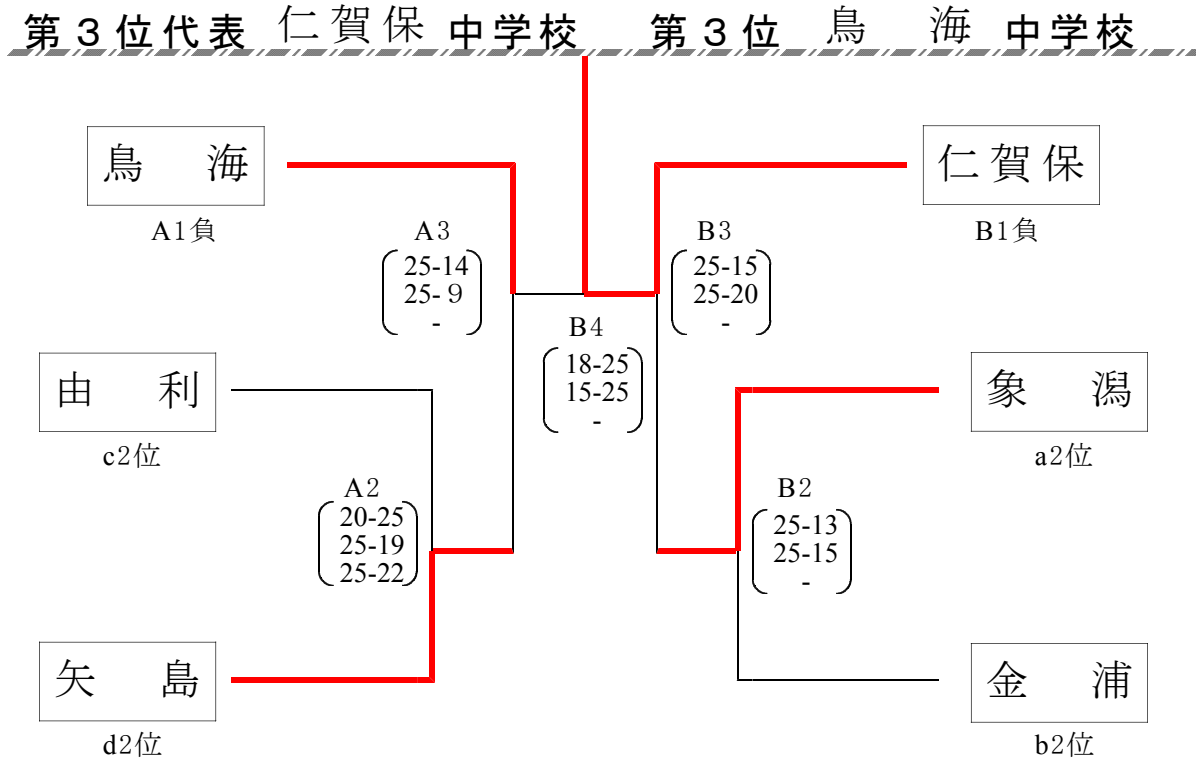 第３位代表 仁賀保 中学校 第３位 鳥 海 中学校
鳥 海
仁賀保
A1負
B1負
A3
25-14
25-９
-
B3
25-15
25-20
-
B4
18-25
15-25
-
由 利
象 潟
c2位
a2位
A2
20-25
25-19
25-22
B2
25-13
25-15
-
矢 島
金 浦
d2位
b2位